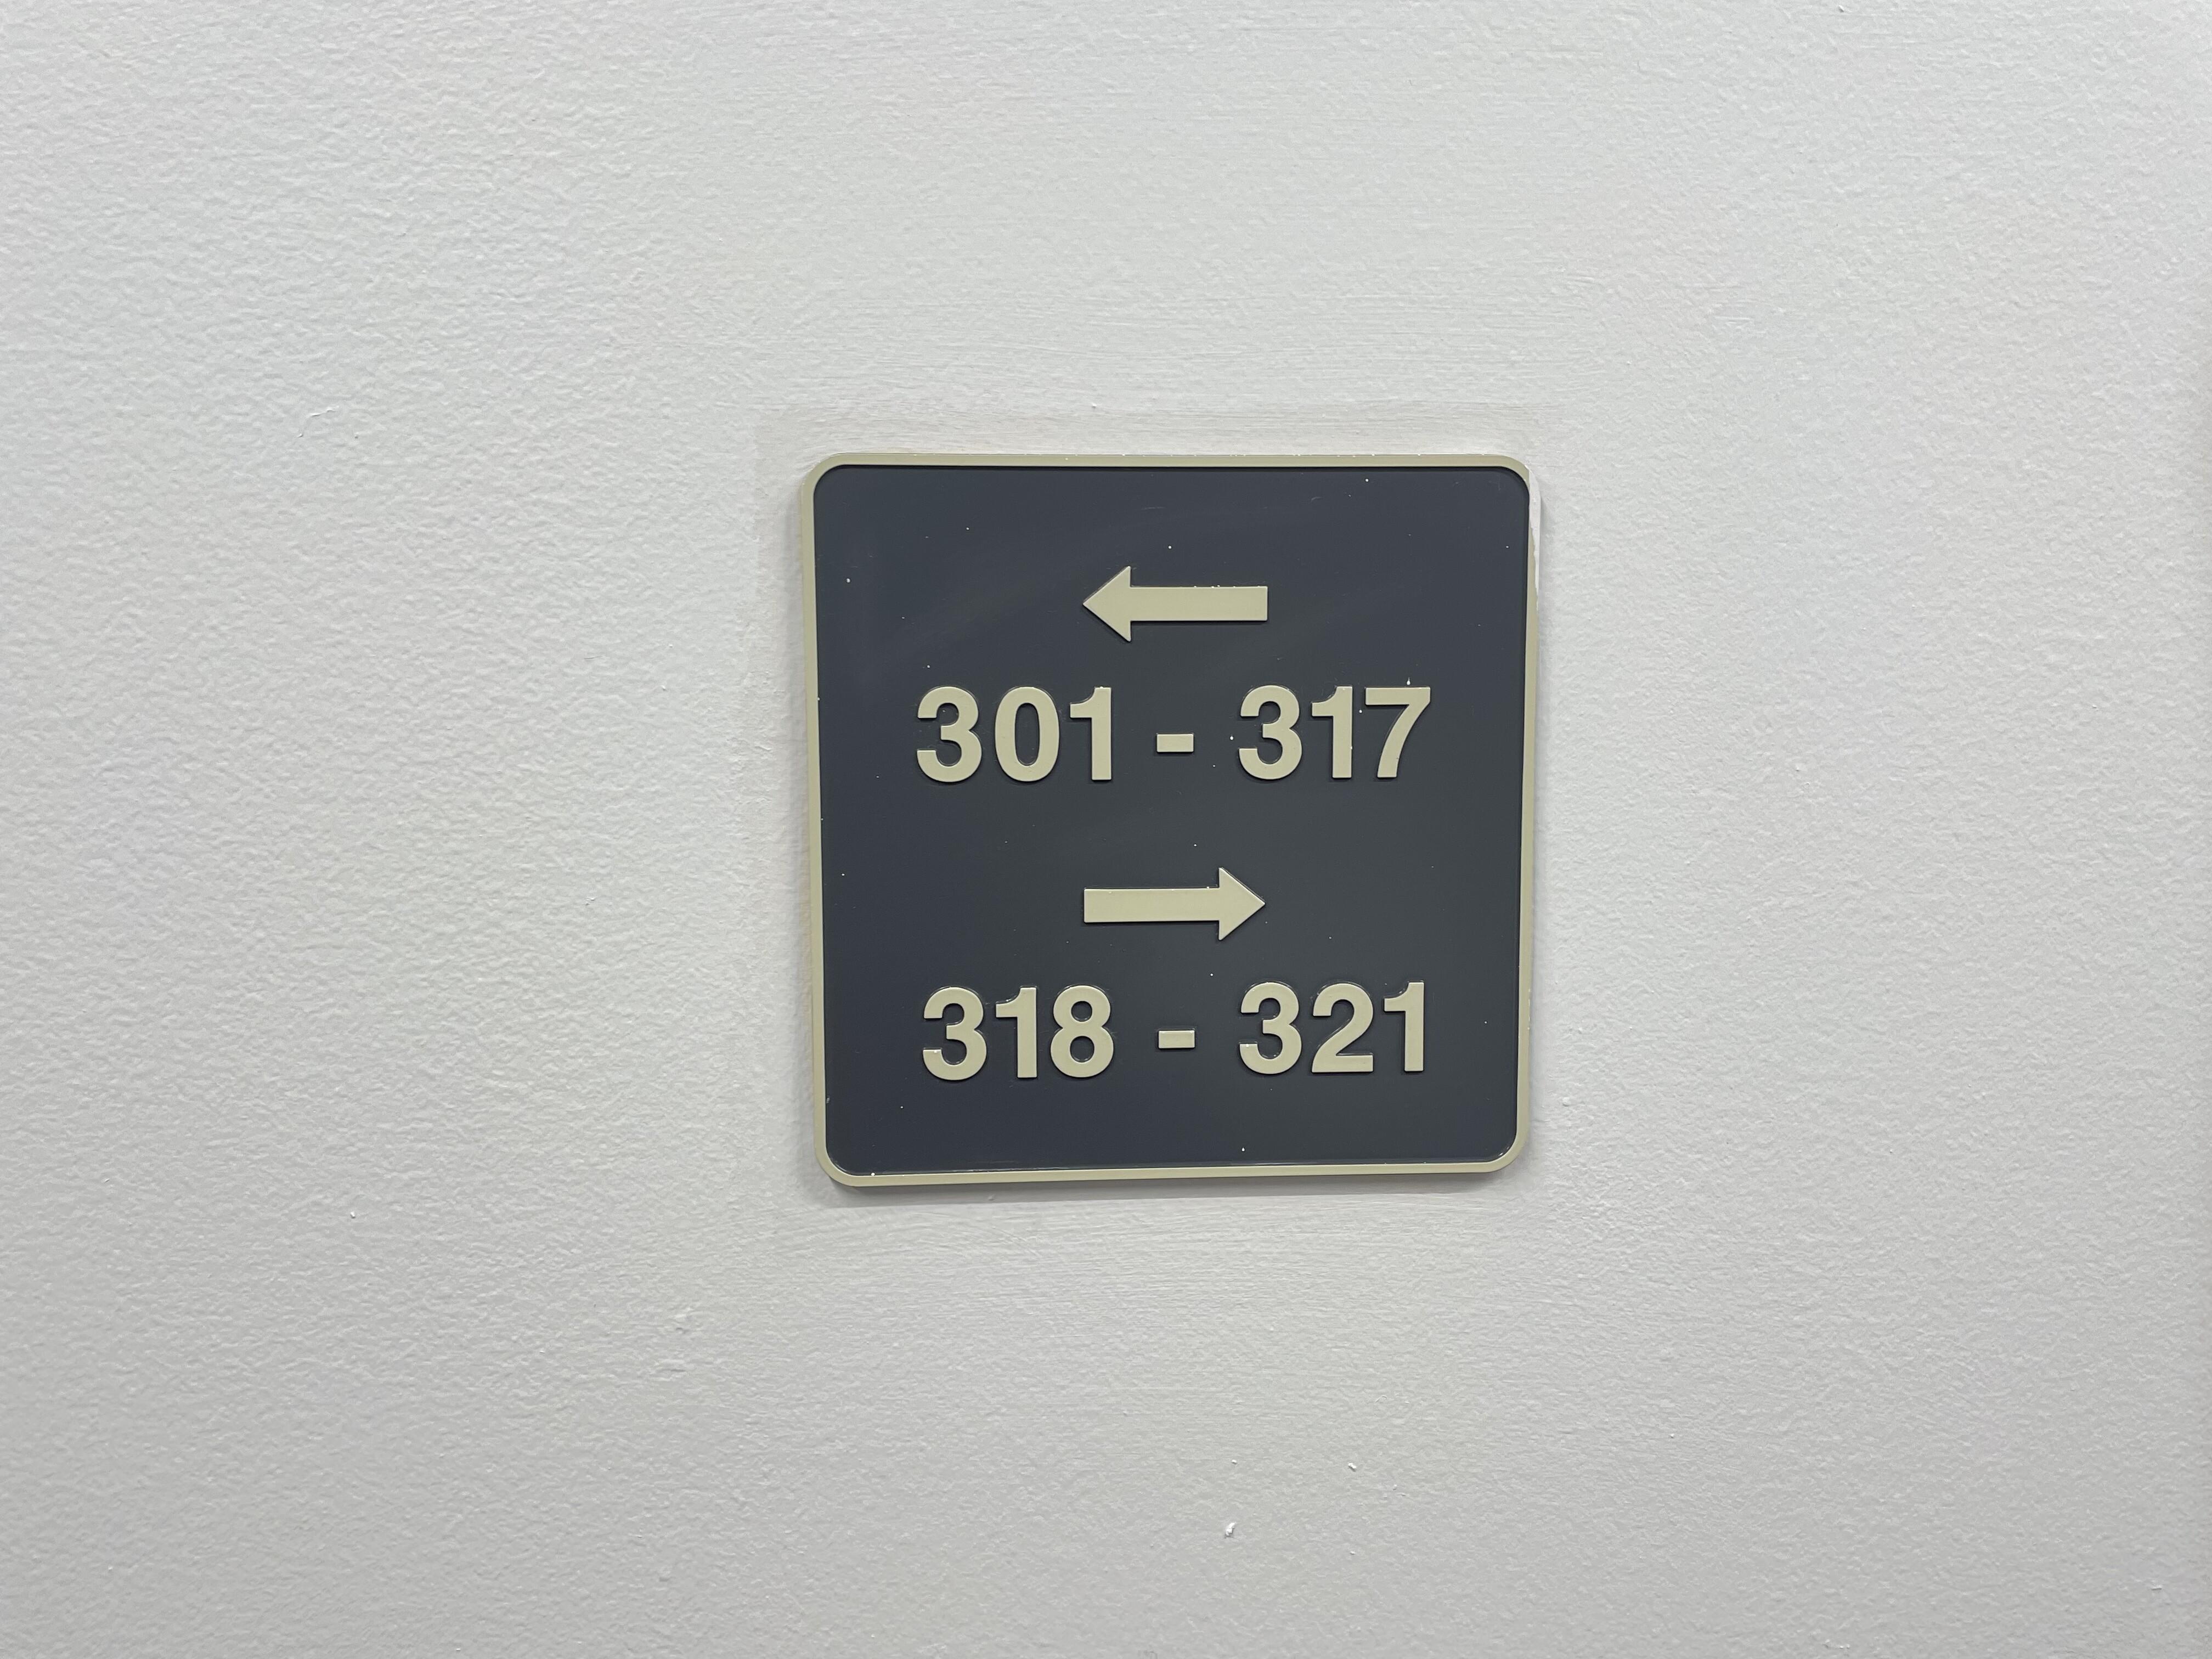 ←
301 - 317
→
318 - 321